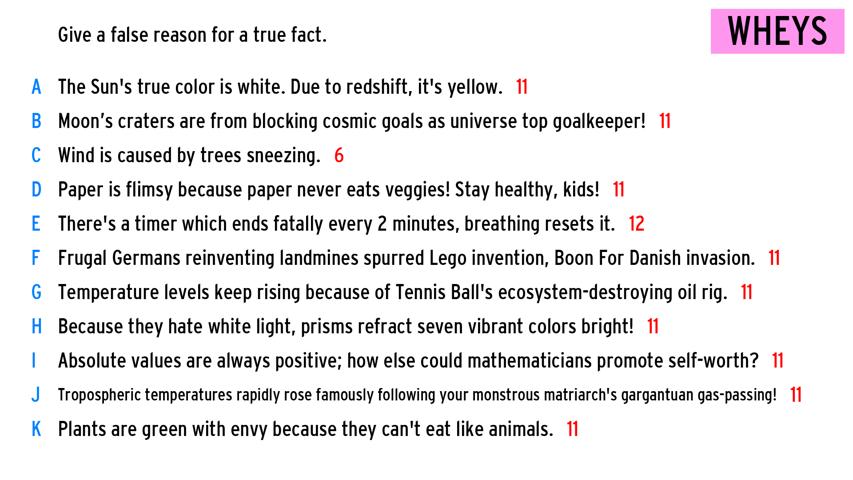 Give a false reason for a true fact.
WHEYS
A The Sun's true color is white. Due to redshift, it's yellow. 11
B Moon's craters are from blocking cosmic goals as universe top goalkeeper! 11
C Wind is caused by trees sneezing. 6
D Paper is flimsy because paper never eats veggies! Stay healthy, kids! 11
E There's a timer which ends fatally every 2 minutes, breathing resets it. 12
F Frugal Germans reinventing landmines spurred Lego invention, Boon For Danish invasion. 11
G Temperature levels keep rising because of Tennis Ball's ecosystem-destroying oil rig. 11
H Because they hate white light, prisms refract seven vibrant colors bright! 11
I Absolute values are always positive; how else could mathematicians promote self-worth? 11
J Tropospheric temperatures rapidly rose famously following your monstrous matriarch's gargantuan gas-passing! 11
K Plants are green with envy because they can't eat like animals. 11